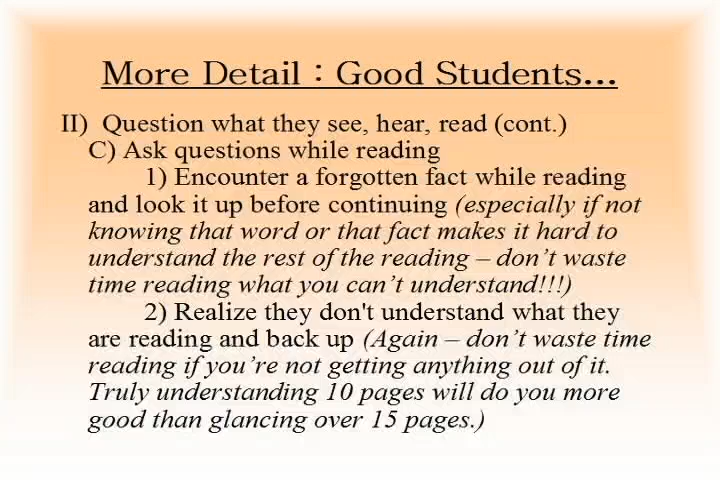 More Detail : Good Students...
II) Question what they see, hear, read (cont.)
C) Ask questions while reading
1) Encounter a forgotten fact while reading
and look it up before continuing (especially if not
knowing that word or that fact makes it hard to
understand the rest of the reading – don’t waste
time reading what you can’t understand!!!)
2) Realize they don't understand what they
are reading and back up (Again – don’t waste time
reading if you’re not getting anything out of it.
Truly understanding 10 pages will do you more
good than glancing over 15 pages.)